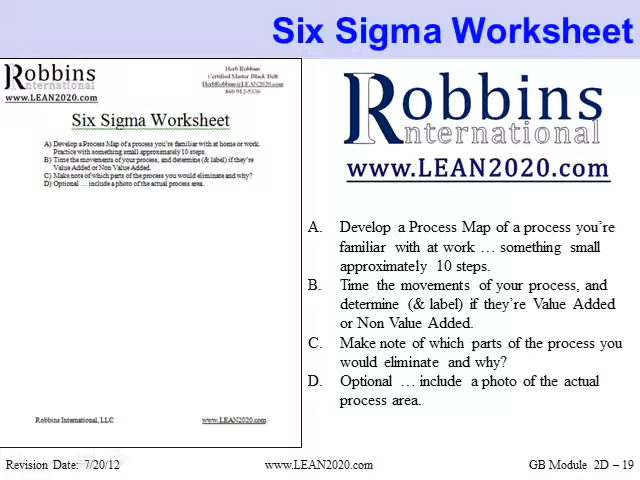 Six Sigma Worksheet
Robbins
International
www.LEAN2020.com
Herb Robbins
Certified Master Black Belt
HerbRobbins@LEAN2020.com
860 912-5336
Six Sigma Worksheet
A) Develop a Process Map of a process you're familiar with at home or work.
Practice with something small approximately 10 steps.
B) Time the movements of your process, and determine (& label) if they're
Value Added or Non Value Added.
C) Make note of which parts of the process you would eliminate and why?
D) Optional … include a photo of the actual process area.
Robbins International, LLC
www.LEAN2020.com
Robbins
International
www.LEAN2020.com
A. Develop a Process Map of a process you're
familiar with at work … something small
approximately 10 steps.
B. Time the movements of your process, and
determine (& label) if they're Value Added
or Non Value Added.
C. Make note of which parts of the process you
would eliminate and why?
D. Optional … include a photo of the actual
process area.
Revision Date: 7/20/12
www.LEAN2020.com
GB Module 2D – 19